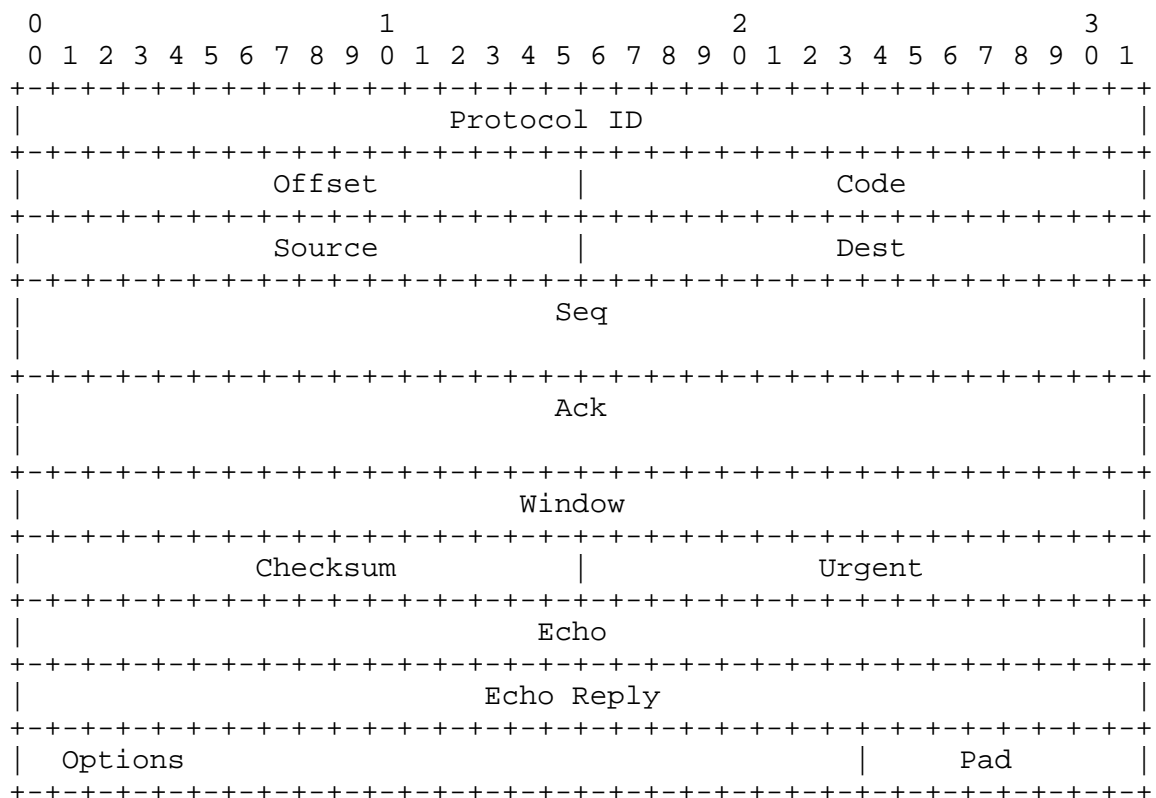 0                   1                   2                   3
0 1 2 3 4 5 6 7 8 9 0 1 2 3 4 5 6 7 8 9 0 1 2 3 4 5 6 7 8 9 0 1
+-+-+-+-+-+-+-+-+-+-+-+-+-+-+-+-+-+-+-+-+-+-+-+-+-+-+-+-+-+-+-+-+
|                        Protocol ID                            |
+-+-+-+-+-+-+-+-+-+-+-+-+-+-+-+-+-+-+-+-+-+-+-+-+-+-+-+-+-+-+-+-+
|              Offset           |              Code             |
+-+-+-+-+-+-+-+-+-+-+-+-+-+-+-+-+-+-+-+-+-+-+-+-+-+-+-+-+-+-+-+-+
|              Source           |              Dest             |
+-+-+-+-+-+-+-+-+-+-+-+-+-+-+-+-+-+-+-+-+-+-+-+-+-+-+-+-+-+-+-+-+
|                              Seq                              |
|                                                               |
+-+-+-+-+-+-+-+-+-+-+-+-+-+-+-+-+-+-+-+-+-+-+-+-+-+-+-+-+-+-+-+-+
|                              Ack                              |
|                                                               |
+-+-+-+-+-+-+-+-+-+-+-+-+-+-+-+-+-+-+-+-+-+-+-+-+-+-+-+-+-+-+-+-+
|                            Window                             |
+-+-+-+-+-+-+-+-+-+-+-+-+-+-+-+-+-+-+-+-+-+-+-+-+-+-+-+-+-+-+-+-+
|             Checksum          |             Urgent            |
+-+-+-+-+-+-+-+-+-+-+-+-+-+-+-+-+-+-+-+-+-+-+-+-+-+-+-+-+-+-+-+-+
|                             Echo                              |
+-+-+-+-+-+-+-+-+-+-+-+-+-+-+-+-+-+-+-+-+-+-+-+-+-+-+-+-+-+-+-+-+
|                          Echo Reply                           |
+-+-+-+-+-+-+-+-+-+-+-+-+-+-+-+-+-+-+-+-+-+-+-+-+-+-+-+-+-+-+-+-+
|  Options                                      |     Pad       |
+-+-+-+-+-+-+-+-+-+-+-+-+-+-+-+-+-+-+-+-+-+-+-+-+-+-+-+-+-+-+-+-+